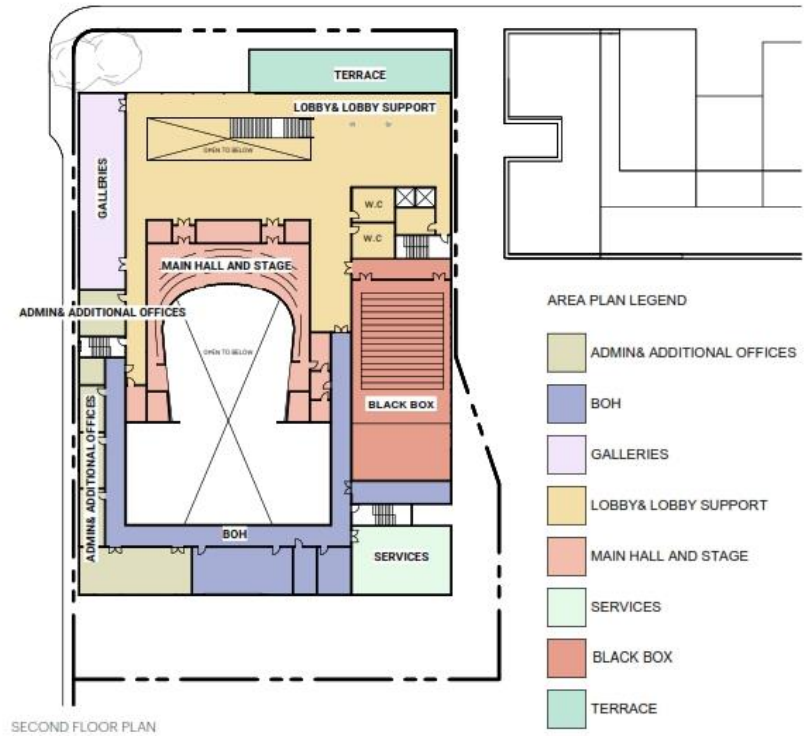 TERRACE
LOBBY& LOBBY SUPPORT
OPEN TO BELOW
GALLERIES
W.C
W.C
MAIN HALL AND STAGE
ADMIN& ADDITIONAL OFFICES
OPEN TO BELOW
BLACK BOX
ADMIN& ADDITIONAL OFFICES
BOH
SERVICES
AREA PLAN LEGEND
ADMIN& ADDITIONAL OFFICES
BOH
GALLERIES
LOBBY& LOBBY SUPPORT
MAIN HALL AND STAGE
SERVICES
BLACK BOX
TERRACE
SECOND FLOOR PLAN